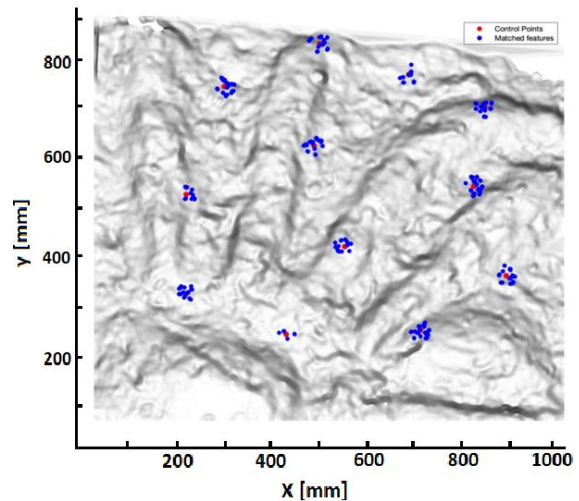 Control Points
Matched features
800
600
400
200
y [mm]
200 400 600 800 1000
X [mm]